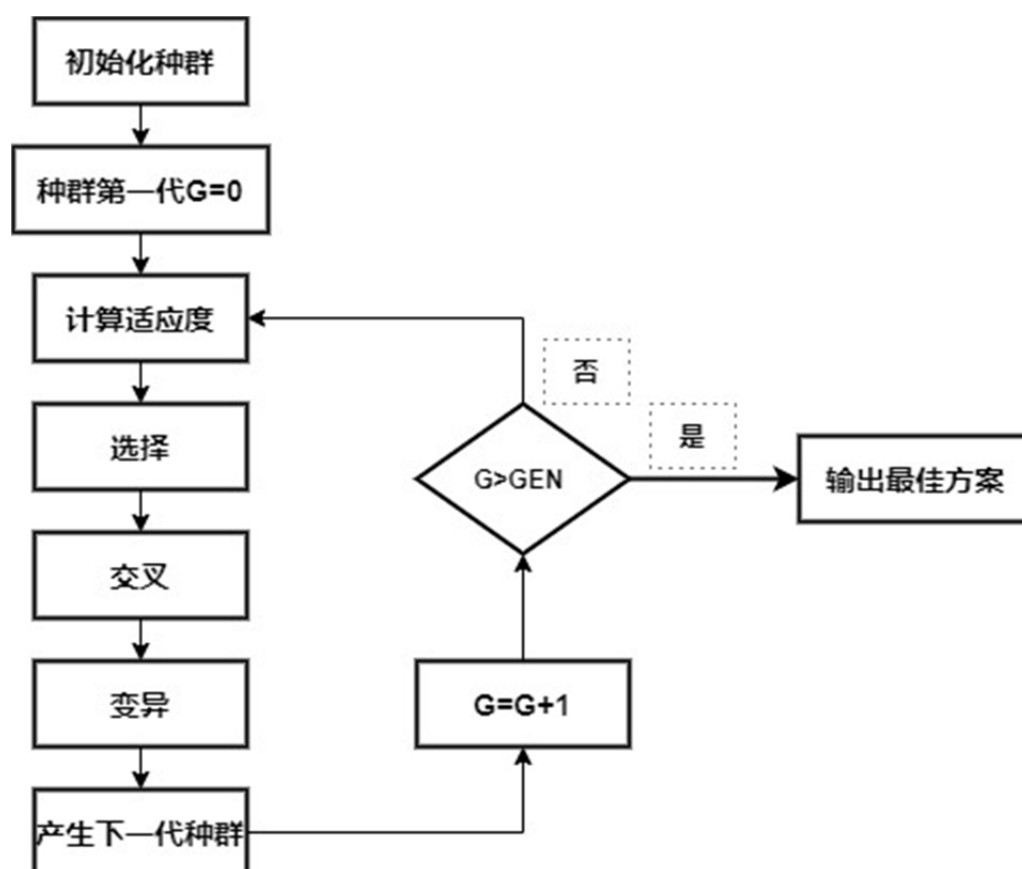 初始化种群
种群第一代G=0
计算适应度
选择
交叉
变异
产生下一代种群
G=G+1
G>GEN
否
是
输出最佳方案